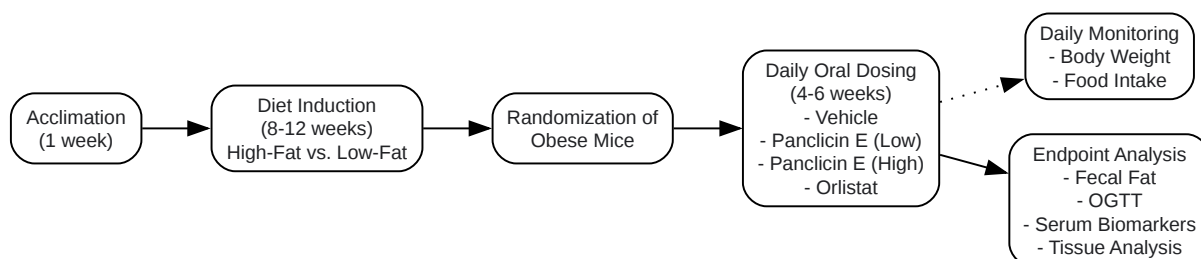 Acclimation
(1 week)
Diet Induction
(8-12 weeks)
High-Fat vs. Low-Fat
Randomization of
Obese Mice
Daily Oral Dosing
(4-6 weeks)
- Vehicle
- Panclicin E (Low)
- Panclicin E (High)
- Orlistat
Daily Monitoring
- Body Weight
- Food Intake
Endpoint Analysis
- Fecal Fat
- OGTT
- Serum Biomarkers
- Tissue Analysis